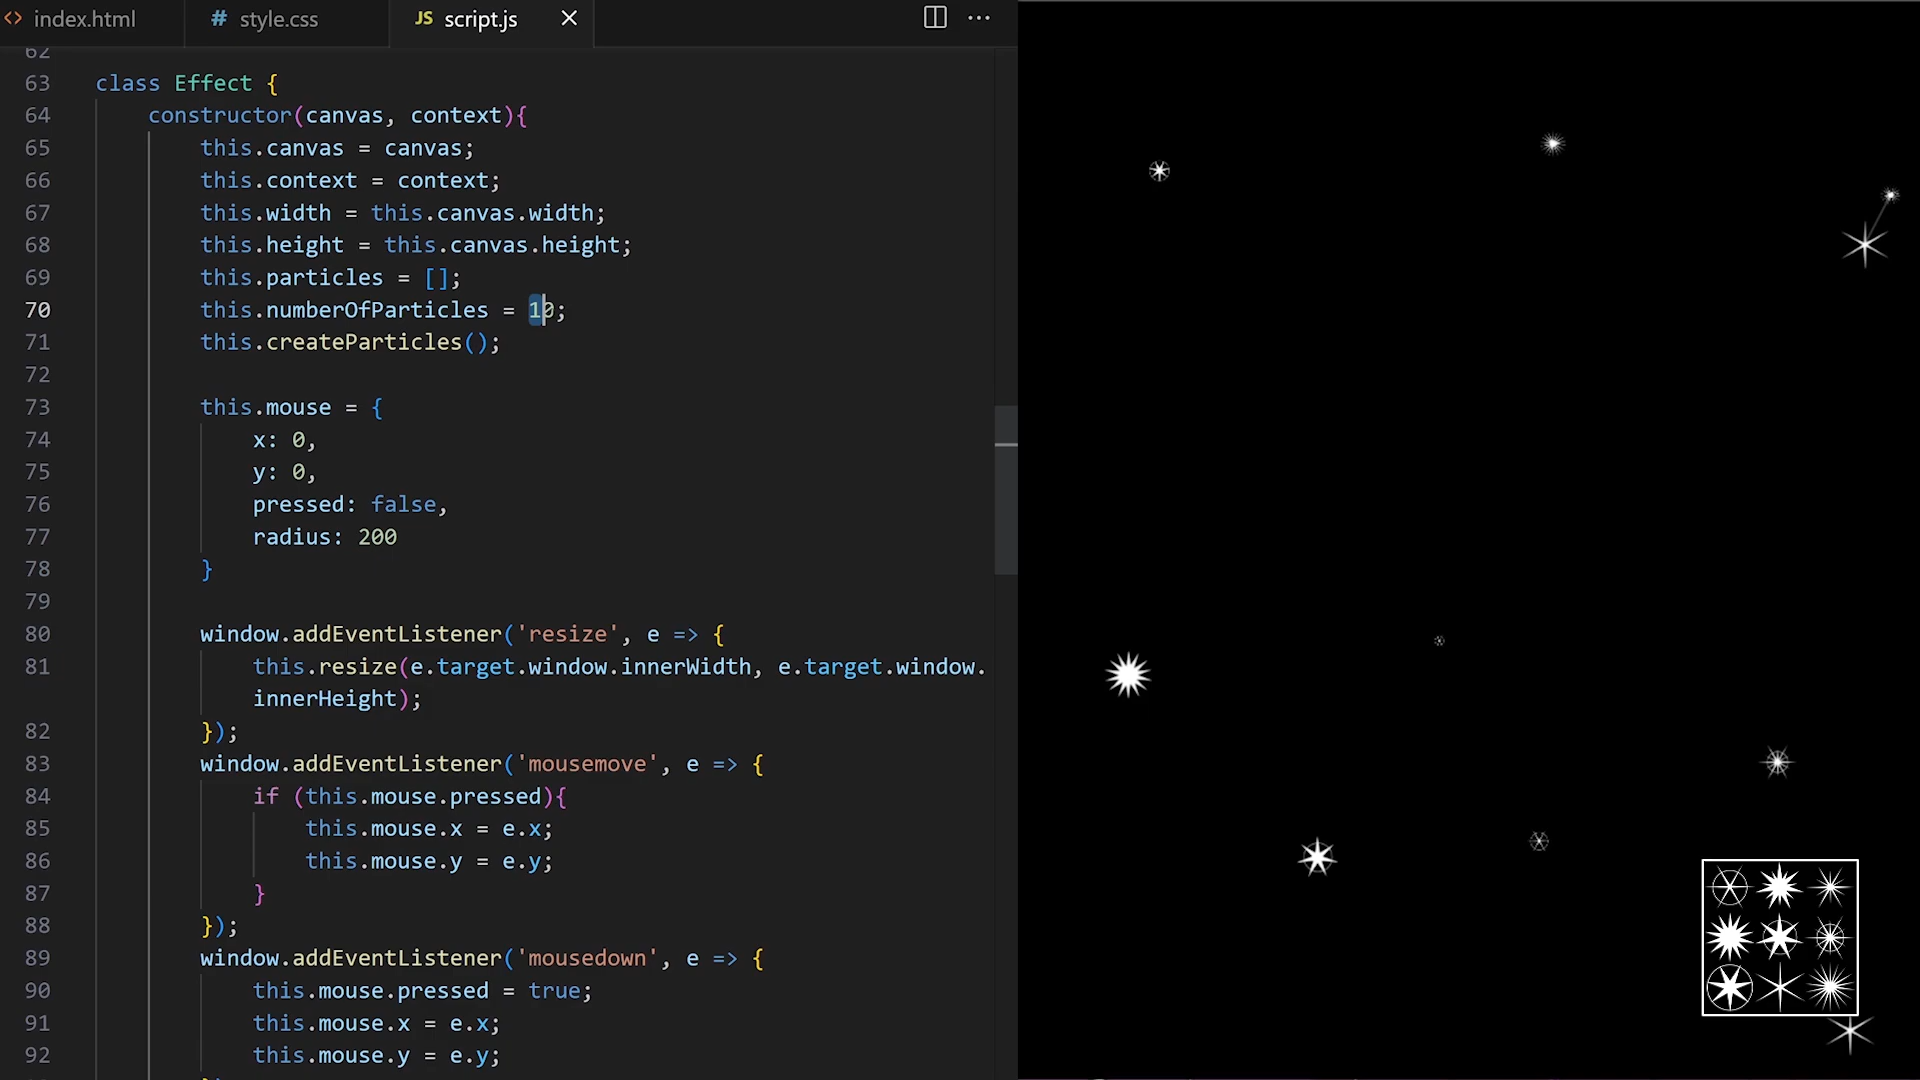 index.html
# style.css
JS script.js
62
63 class Effect {
64 constructor(canvas, context){
65 this.canvas = canvas;
66 this.context = context;
67 this.width = this.canvas.width;
68 this.height = this.canvas.height;
69 this.particles = [];
70 this.numberOfParticles = 10;
71 this.createParticles();
72
73 this.mouse = {
74 x: 0,
75 y: 0,
76 pressed: false,
77 radius: 200
78 }
79
80 window.addEventListener('resize', e => {
81 this.resize(e.target.window.innerWidth, e.target.window.
innerHeight);
82 });
83 window.addEventListener('mousemove', e => {
84 if (this.mouse.pressed){
85 this.mouse.x = e.x;
86 this.mouse.y = e.y;
87 }
88 });
89 window.addEventListener('mousedown', e => {
90 this.mouse.pressed = true;
91 this.mouse.x = e.x;
92 this.mouse.y = e.y;